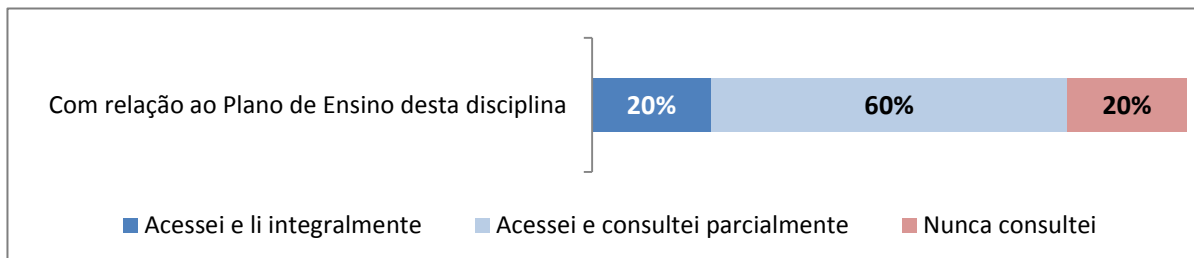 Com relação ao Plano de Ensino desta disciplina
20%
60%
20%
Acessei e li integralmente
Acessei e consultei parcialmente
Nunca consultei